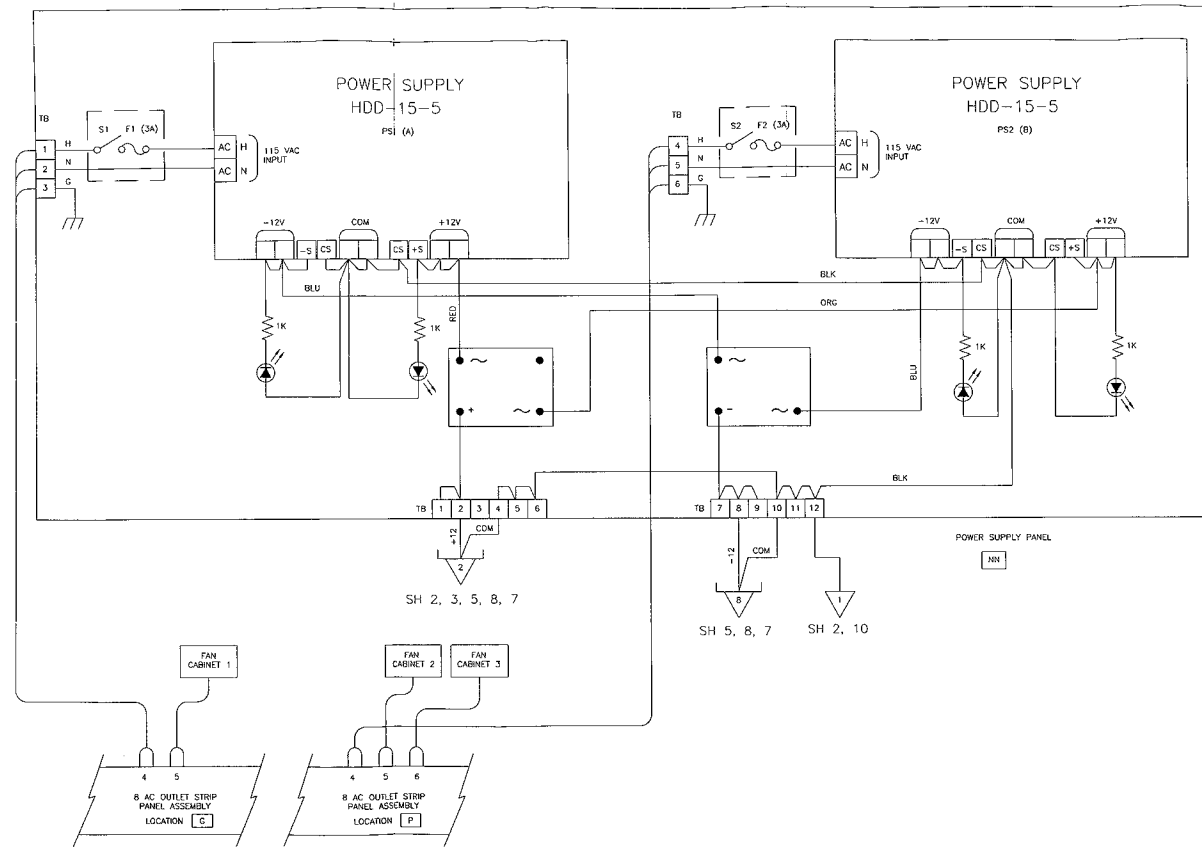 POWER SUPPLY
HDD-15-5
PS1 (A)
TB
1
2
3
H
N
G
S1 F1 (3A)
AC H
AC N
115 VAC
INPUT
-12V
COM
+12V
-S CS
CS +S
BLU
RED
1K
1K
POWER SUPPLY
HDD-15-5
PS2 (B)
TB
4
5
6
H
N
G
S2 F2 (3A)
AC H
AC N
115 VAC
INPUT
-12V
COM
+12V
-S CS
CS +S
BLK
ORG
BLU
1K
1K
+
-
BLK
TB 1 2 3 4 5 6
TB 7 8 9 10 11 12
+12
COM
2
SH 2, 3, 5, 8, 7
-12
COM
8
SH 5, 8, 7
1
SH 2, 10
POWER SUPPLY PANEL
NN
FAN
CABINET 1
FAN
CABINET 2
FAN
CABINET 3
4 5
8 AC OUTLET STRIP
PANEL ASSEMBLY
LOCATION G
4 5 6
8 AC OUTLET STRIP
PANEL ASSEMBLY
LOCATION P